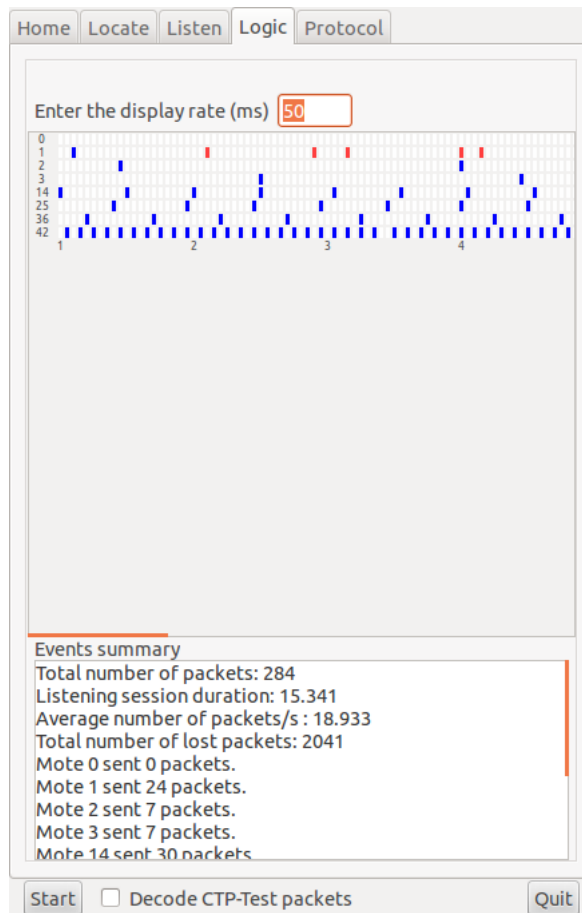 Home Locate Listen Logic Protocol
Enter the display rate (ms) 50
0
1
2
3
14
25
36
42
1 2 3 4
Events summary
Total number of packets: 284
Listening session duration: 15.341
Average number of packets/s : 18.933
Total number of lost packets: 2041
Mote 0 sent 0 packets.
Mote 1 sent 24 packets.
Mote 2 sent 7 packets.
Mote 3 sent 7 packets.
Mote 14 sent 30 packets
Start Decode CTP-Test packets Quit